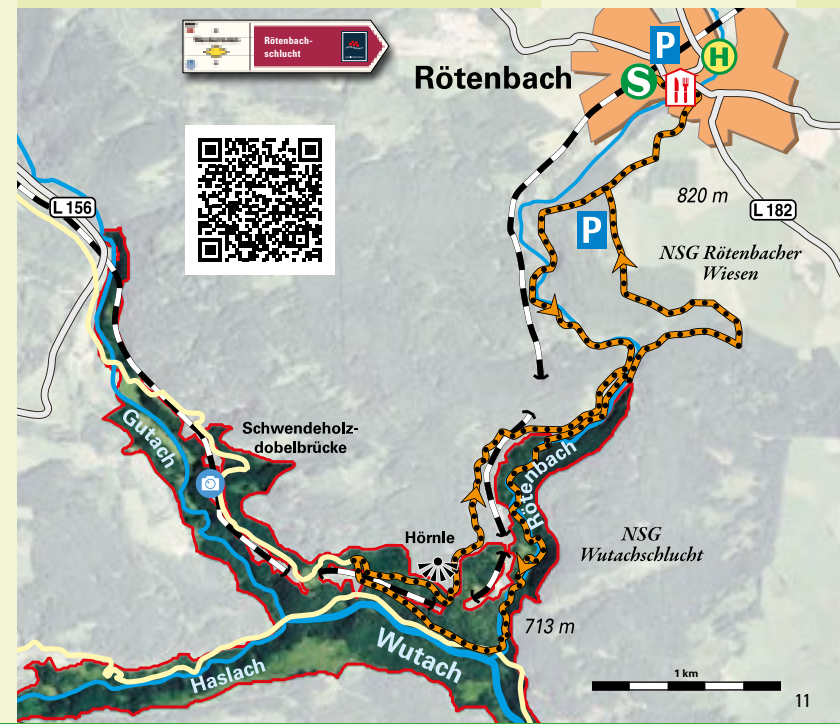 Rötenbach-
schlucht
P
H
S
Rötenbach
L 156
820 m
L 182
P
NSG Rötenbacher
Wiesen
Gutach
Schwendeholz-
dobelbrücke
Rötenbach
Hörnle
NSG
Wutachschlucht
713 m
Wutach
Haslach
1 km
11